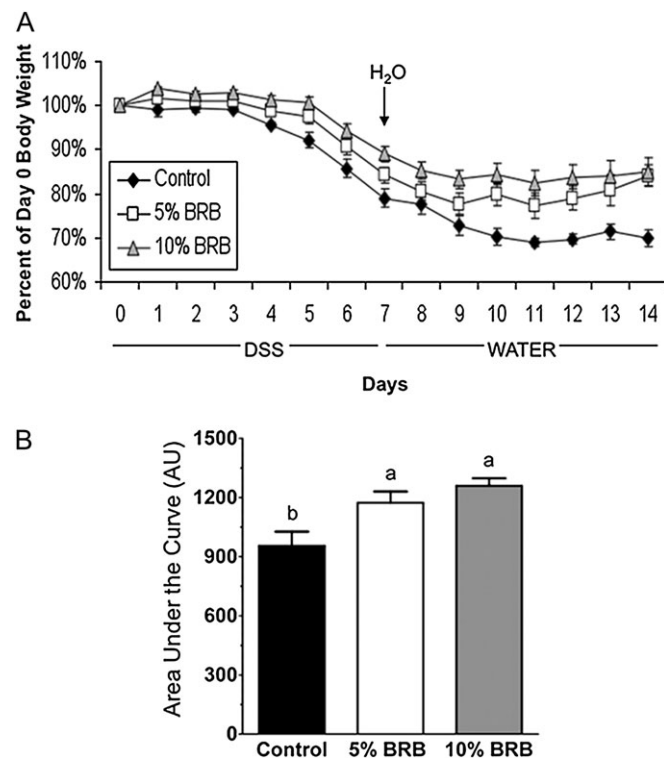 A
Percent of Day 0 Body Weight
110%
100%
90%
80%
70%
60%
H₂O
Control
5% BRB
10% BRB
0 1 2 3 4 5 6 7 8 9 10 11 12 13 14
DSS WATER
Days
B
Area Under the Curve (AU)
1500
1200
900
600
300
0
b a a
Control 5% BRB 10% BRB